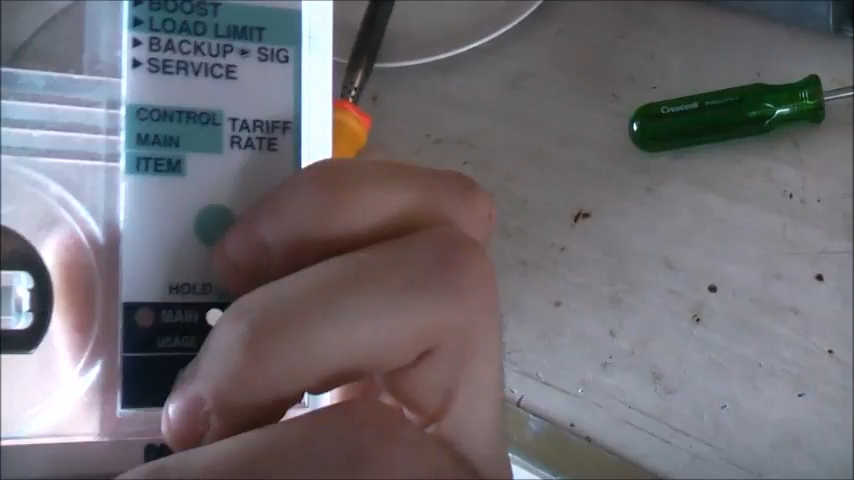 ▶BOOST
▶LOAD LIMIT
▶BACKUP▶SIG
▶SERVICE
CONTROL
MAIN
ITEM
TARIFF
RATE
HOLD
MAIN
USAGE
Crescent